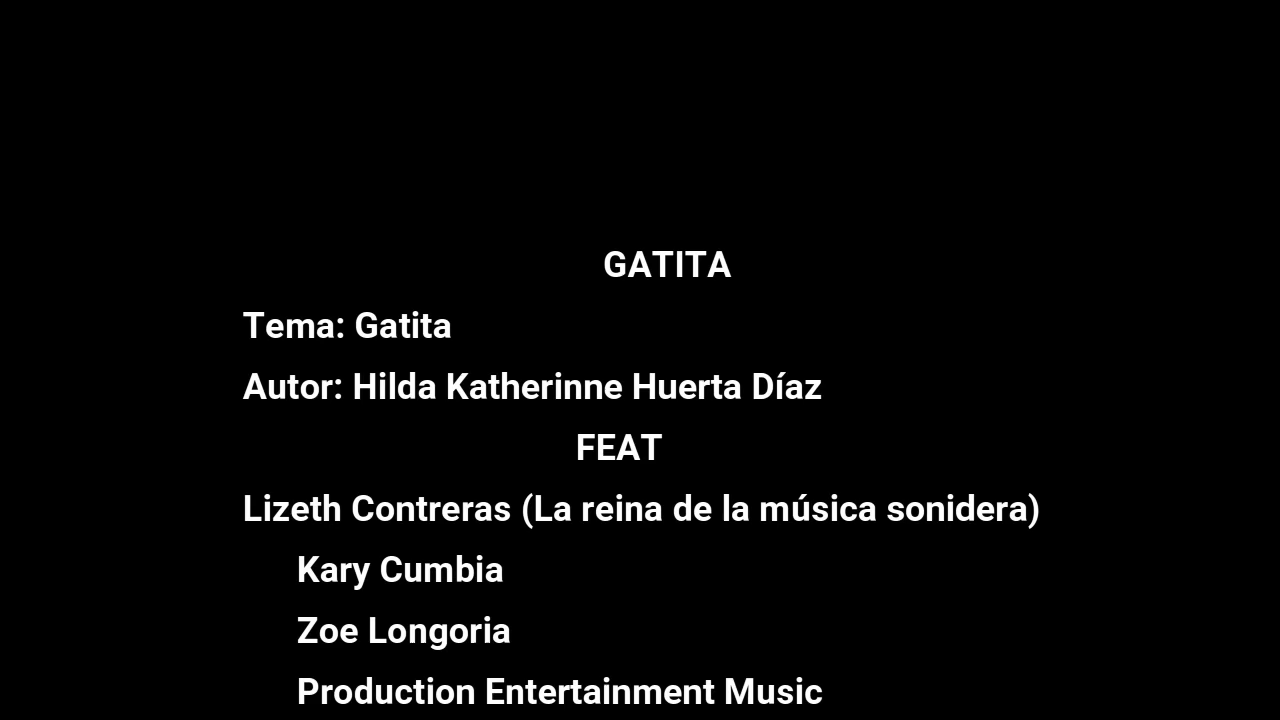 GATITA
Tema: Gatita
Autor: Hilda Katherinne Huerta Díaz
FEAT
Lizeth Contreras (La reina de la música sonidera)
Kary Cumbia
Zoe Longoria
Production Entertainment Music